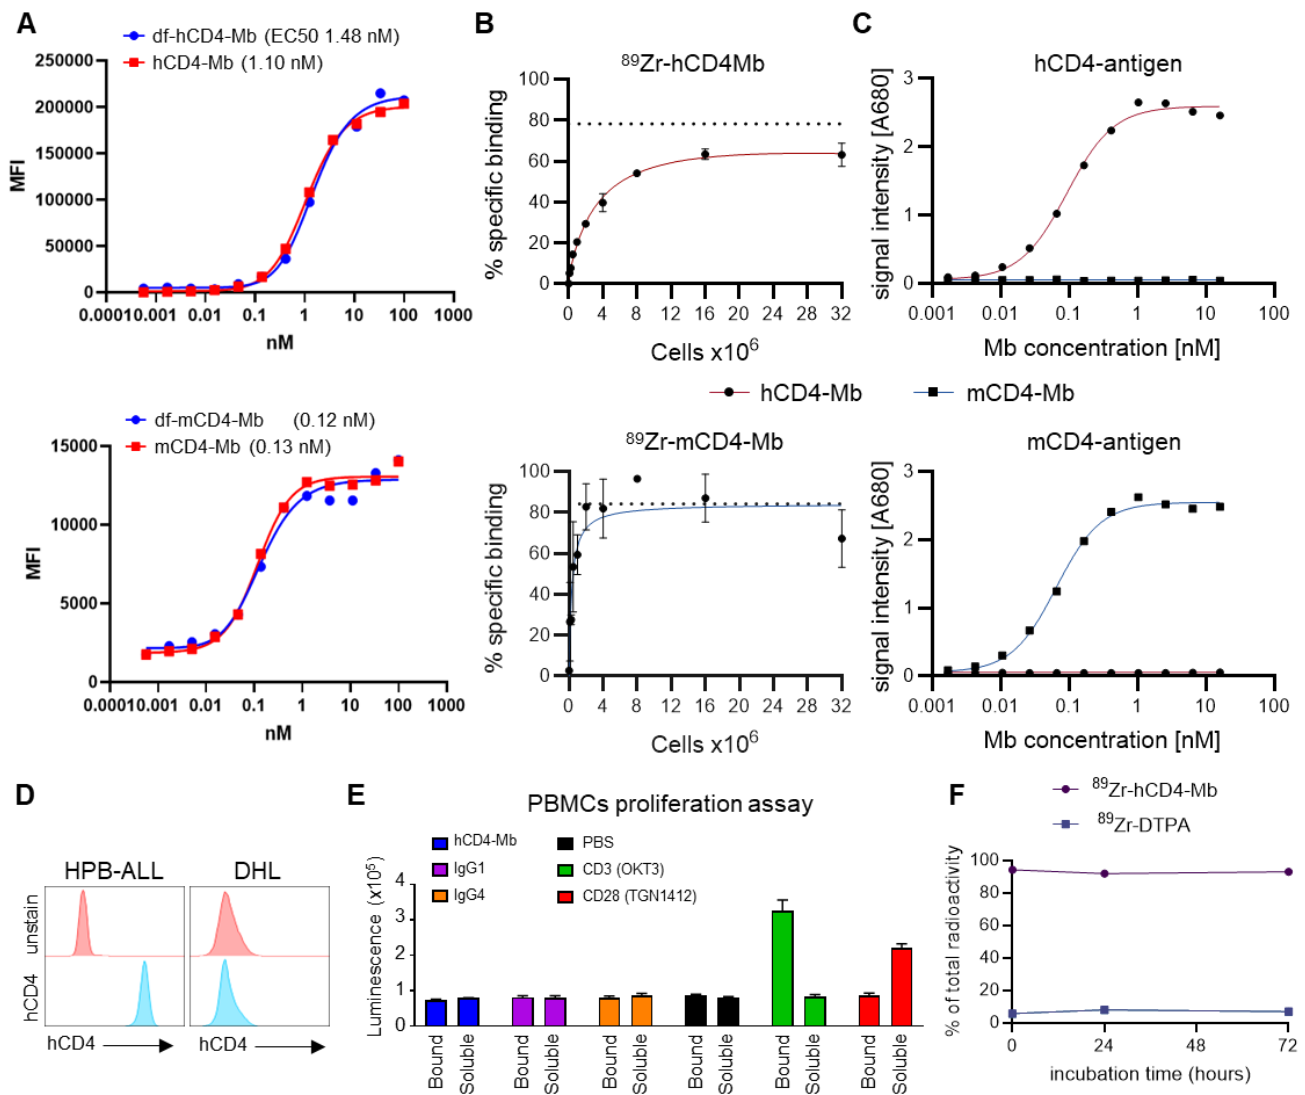 A
df-hCD4-Mb (EC50 1.48 nM)
hCD4-Mb (1.10 nM)
250000
200000
150000
100000
50000
0
MFI
0.0001 0.001 0.01 0.1 1 10 100 1000
nM
df-mCD4-Mb (0.12 nM)
mCD4-Mb (0.13 nM)
15000
10000
5000
0
MFI
0.0001 0.001 0.01 0.1 1 10 100 1000
nM
B
89Zr-hCD4Mb
100
80
60
40
20
0
% specific binding
0 4 8 12 16 20 24 28 32
Cells x10^6
89Zr-mCD4-Mb
100
80
60
40
20
0
% specific binding
0 4 8 12 16 20 24 28 32
Cells x10^6
C
hCD4-antigen
3
2
1
0
signal intensity [A680]
0.001 0.01 0.1 1 10 100
Mb concentration [nM]
hCD4-Mb mCD4-Mb
mCD4-antigen
3
2
1
0
signal intensity [A680]
0.001 0.01 0.1 1 10 100
Mb concentration [nM]
D
HPB-ALL DHL
unstain
hCD4
hCD4 hCD4
E
PBMCs proliferation assay
hCD4-Mb PBS
IgG1 CD3 (OKT3)
IgG4 CD28 (TGN1412)
4
3
2
1
0
Luminescence (x10^5)
Bound Soluble Bound Soluble Bound Soluble Bound Soluble Bound Soluble Bound Soluble
F
89Zr-hCD4-Mb
89Zr-DTPA
100
80
60
40
20
0
% of total radioactivity
0 24 48 72
incubation time (hours)